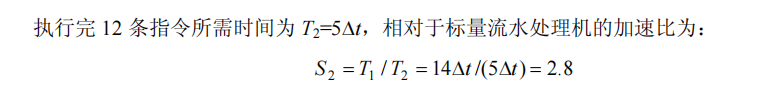 执行完 12 条指令所需时间为 T₂=5Δt，相对于标量流水处理机的加速比为：
S₂ = T₁ / T₂ = 14Δt /(5Δt) = 2.8